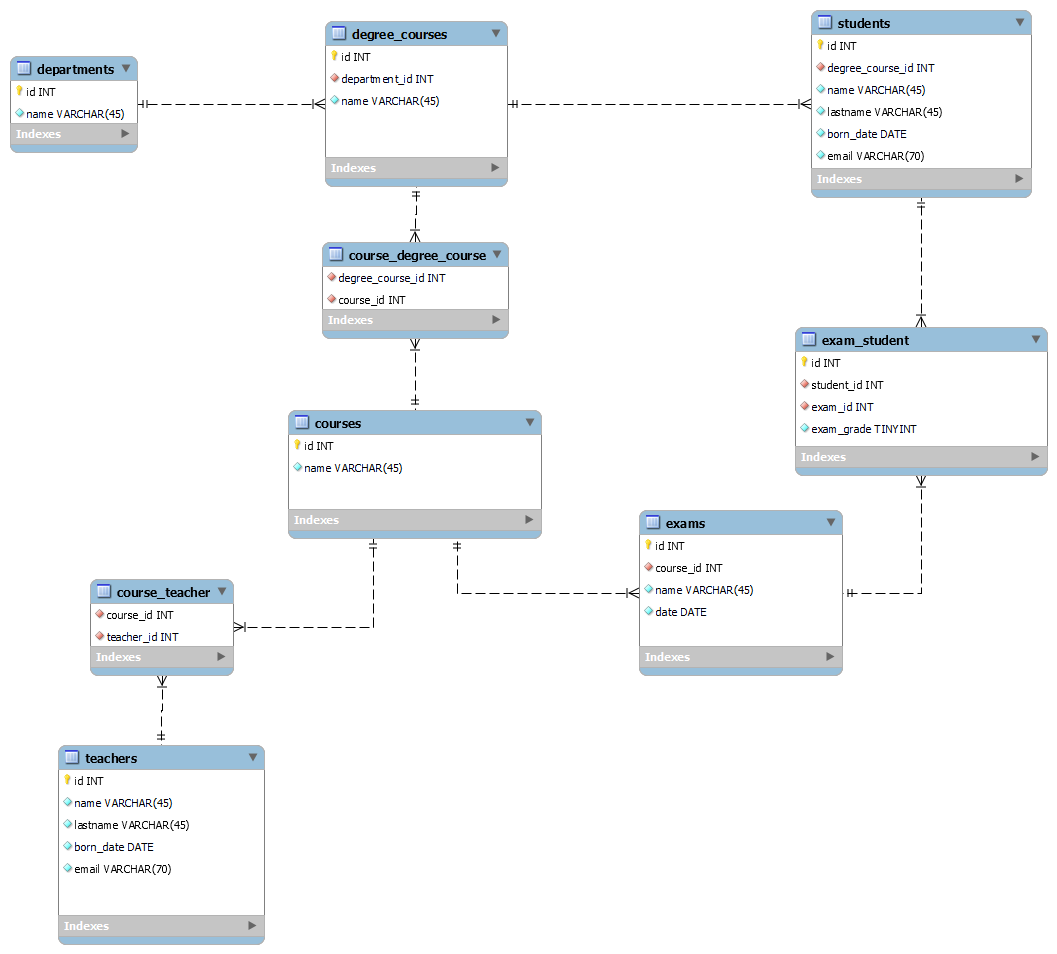 departments
id INT
name VARCHAR(45)
Indexes
degree_courses
id INT
department_id INT
name VARCHAR(45)
Indexes
students
id INT
degree_course_id INT
name VARCHAR(45)
lastname VARCHAR(45)
born_date DATE
email VARCHAR(70)
Indexes
course_degree_course
degree_course_id INT
course_id INT
Indexes
exam_student
id INT
student_id INT
exam_id INT
exam_grade TINYINT
Indexes
courses
id INT
name VARCHAR(45)
Indexes
exams
id INT
course_id INT
name VARCHAR(45)
date DATE
Indexes
course_teacher
course_id INT
teacher_id INT
Indexes
teachers
id INT
name VARCHAR(45)
lastname VARCHAR(45)
born_date DATE
email VARCHAR(70)
Indexes